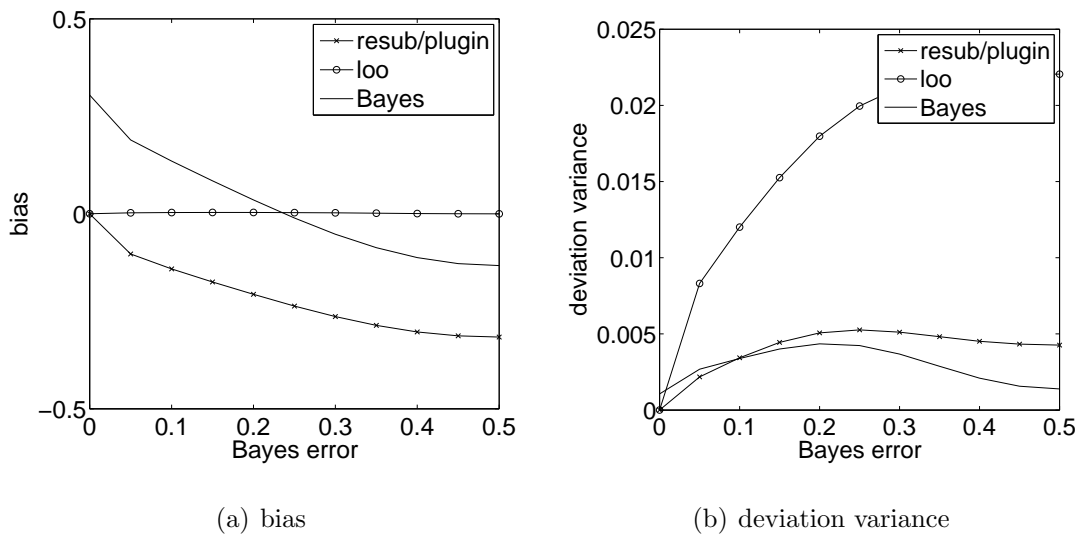 0.5
0
−0.5
bias
resub/plugin
loo
Bayes
0 0.1 0.2 0.3 0.4 0.5
Bayes error
(a) bias
0.025
0.02
0.015
0.01
0.005
0
deviation variance
resub/plugin
loo
Bayes
0 0.1 0.2 0.3 0.4 0.5
Bayes error
(b) deviation variance